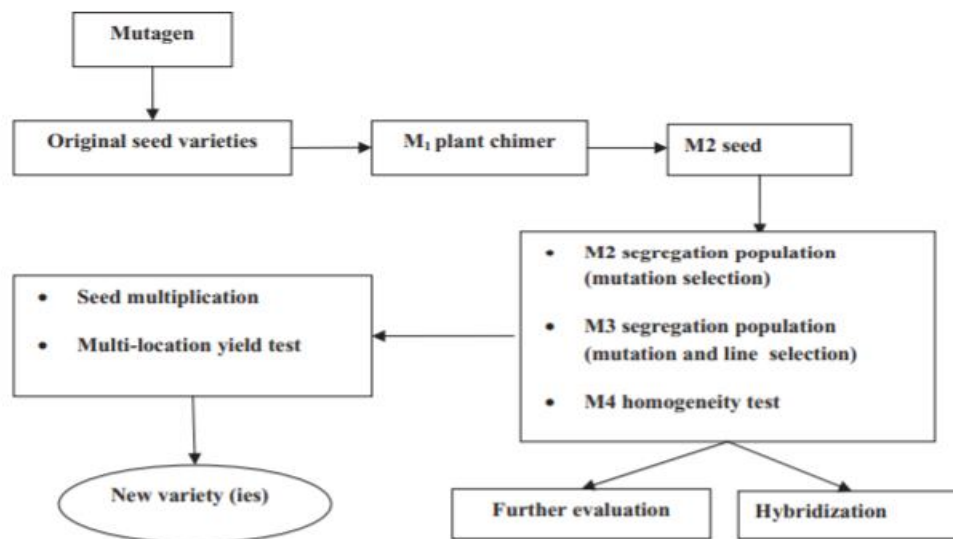 Mutagen
Original seed varieties
M₁ plant chimer
M2 seed
• M2 segregation population
(mutation selection)
• M3 segregation population
(mutation and line selection)
• M4 homogeneity test
• Seed multiplication
• Multi-location yield test
New variety (ies)
Further evaluation
Hybridization